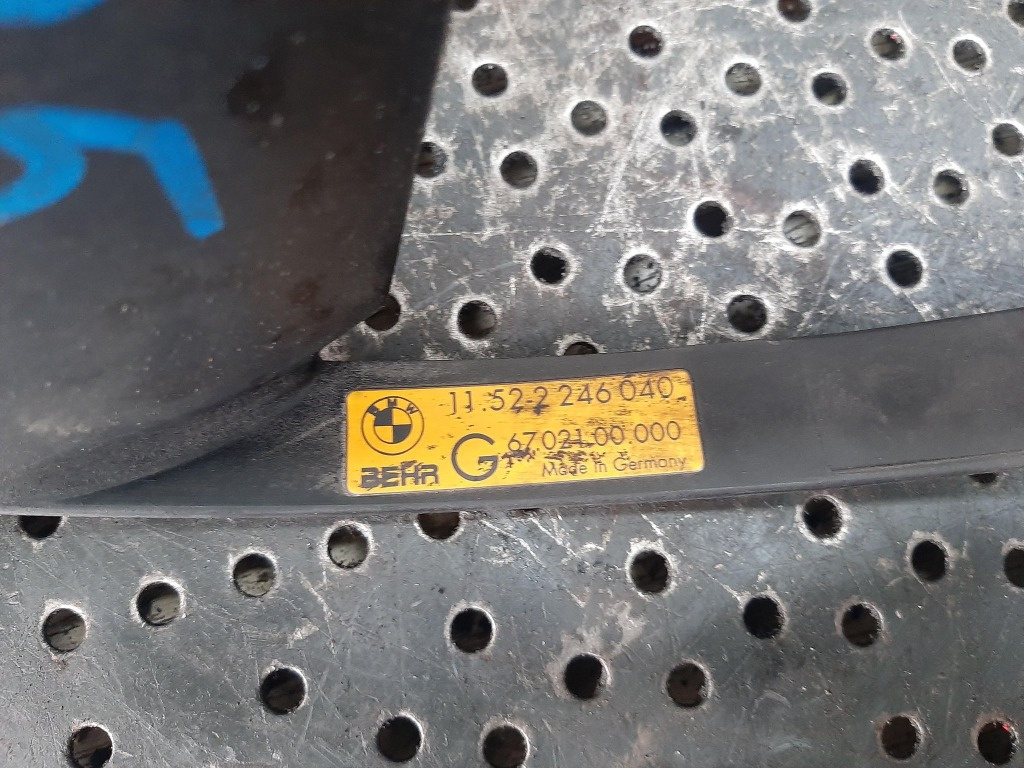 BMW
11.52-2 246 040
BEHR
G
67021.00.000
Made in Germany